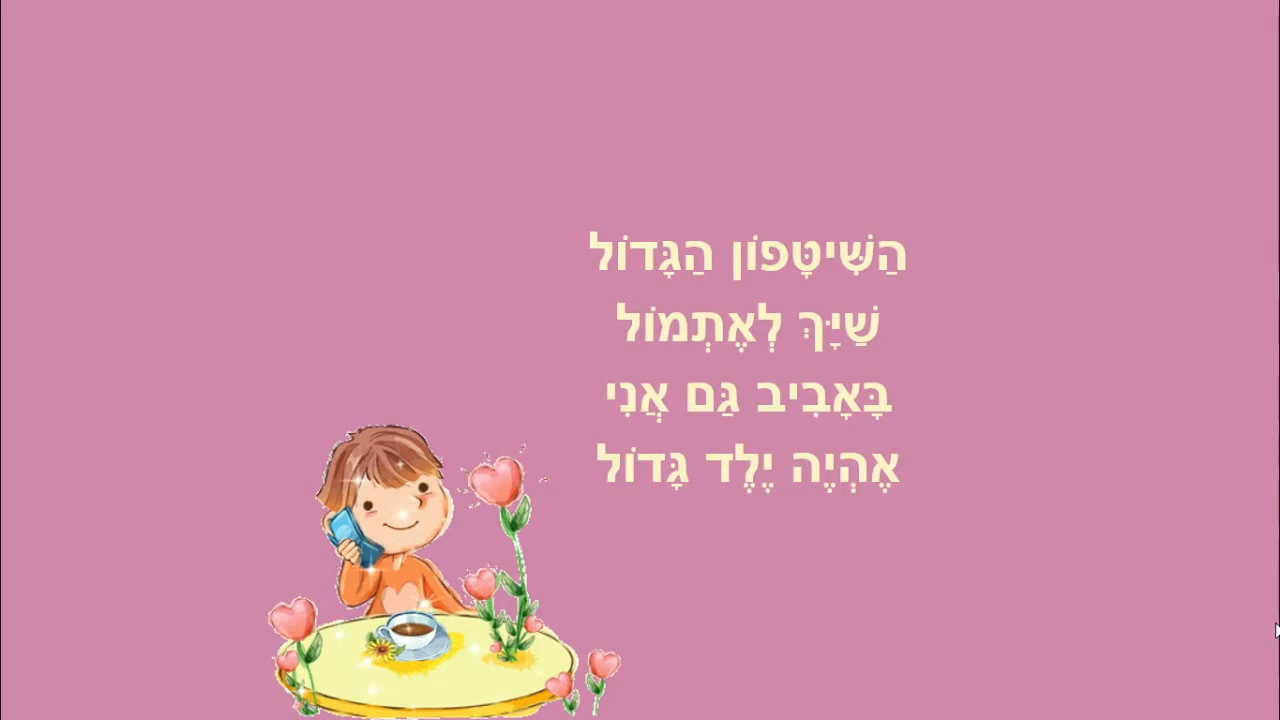 הַשִּׁיטָּפוֹן הַגָּדוֹל
שַׁיָּךְ לְאֶתְמוֹל
בָּאָבִיב גַּם אֲנִי
אֶהְיֶה יֶלֶד גָּדוֹל